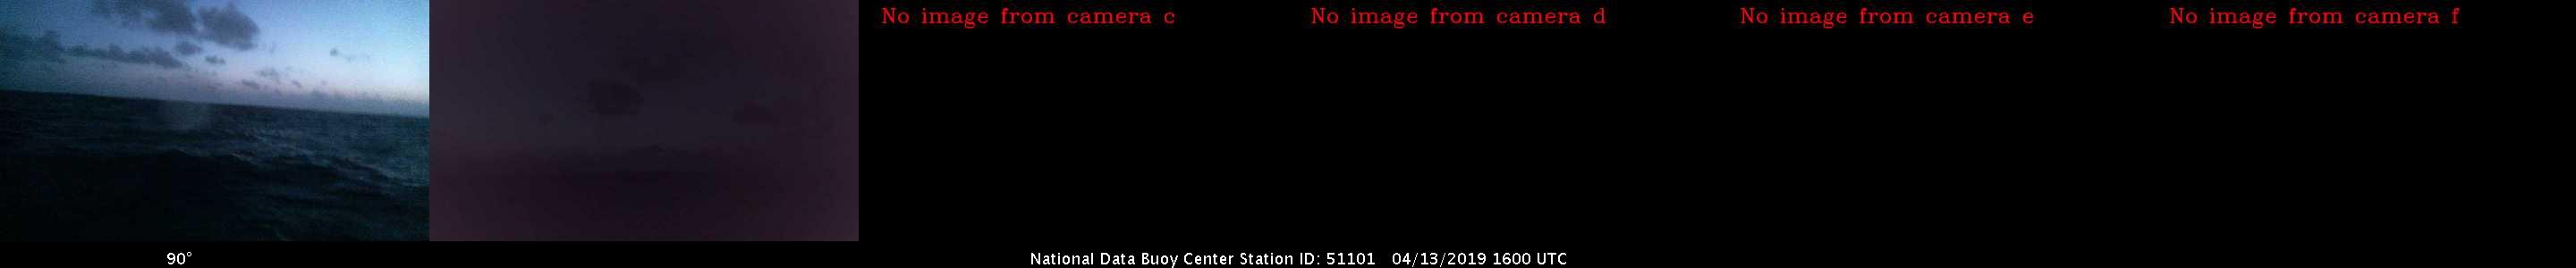 No image from camera c
No image from camera d
No image from camera e
No image from camera f
90°
National Data Buoy Center Station ID: 51101 04/13/2019 1600 UTC